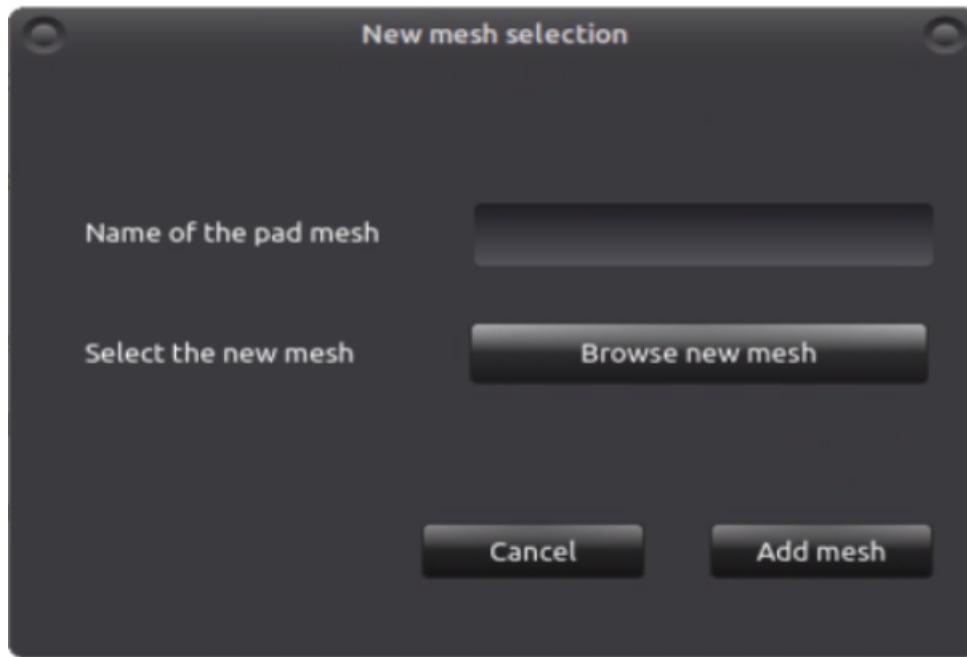 New mesh selection
Name of the pad mesh
Select the new mesh
Browse new mesh
Cancel
Add mesh